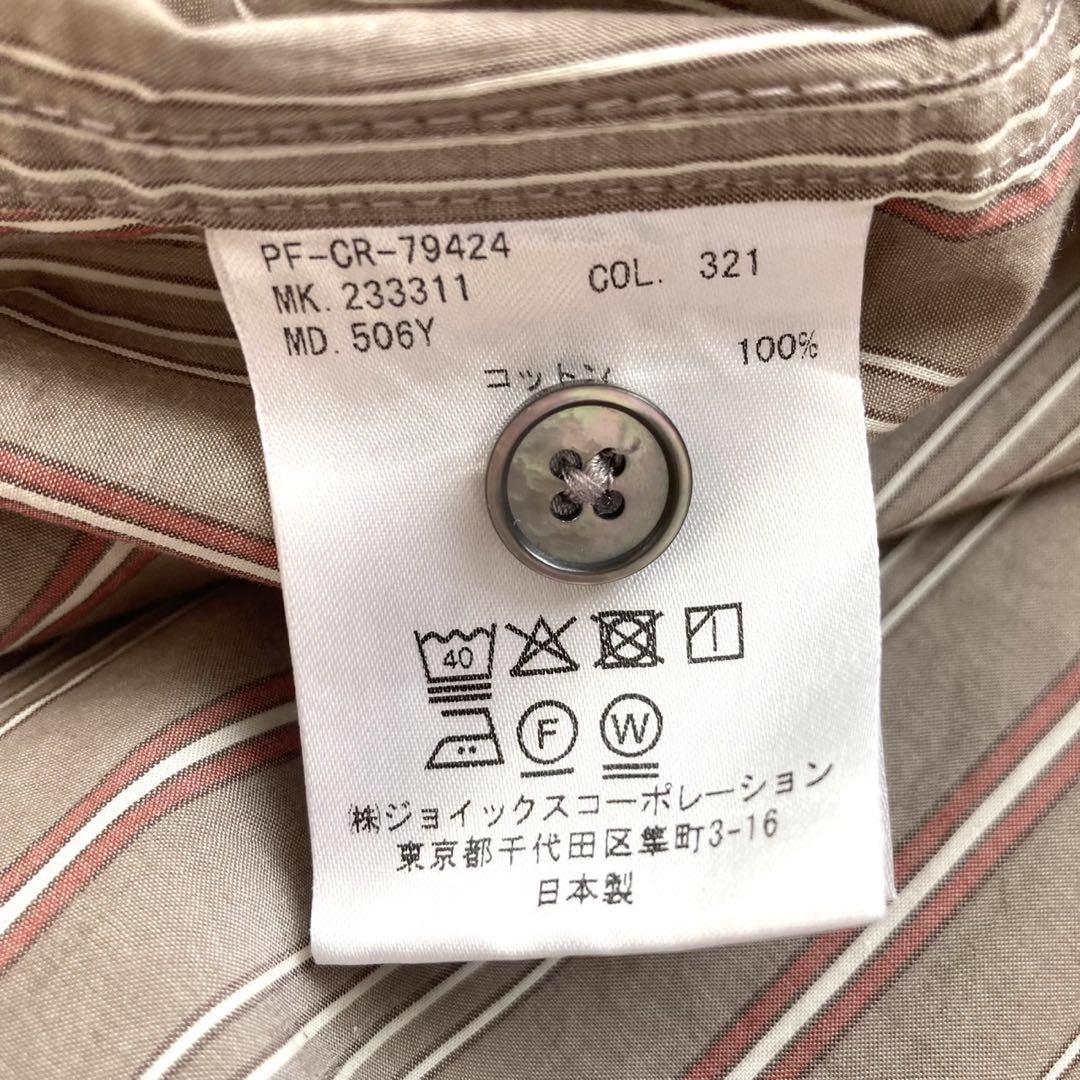 PF-CR-79424
MK. 233311 COL. 321
MD. 506Y
コットン 100%
40
F W
㈱ジョイックスコーポレーション
東京都千代田区隼町3-16
日本製